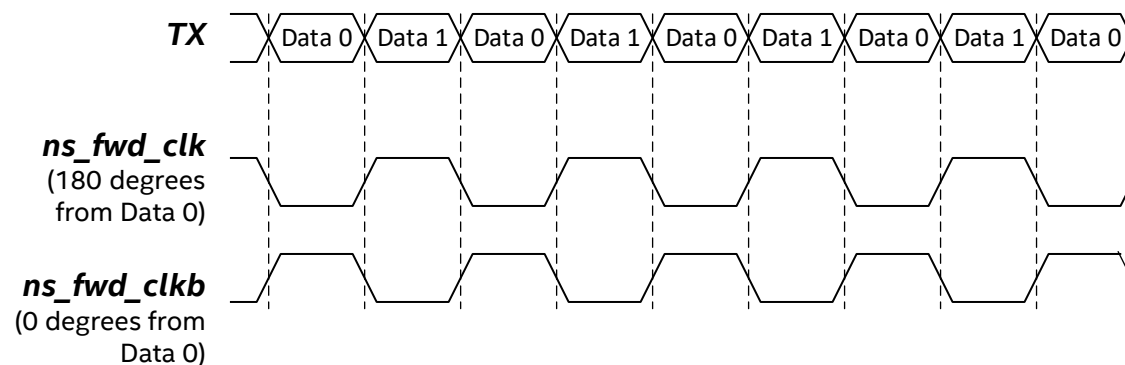 TX Data 0 Data 1 Data 0 Data 1 Data 0 Data 1 Data 0 Data 1 Data 0
ns_fwd_clk
(180 degrees
from Data 0)
ns_fwd_clkb
(0 degrees from
Data 0)